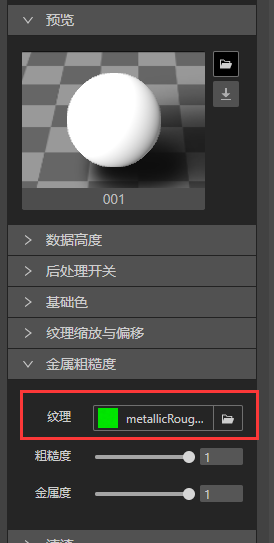 预览
001
数据高度
后处理开关
基础色
纹理缩放与偏移
金属粗糙度
纹理 metallicRoug...
粗糙度 1
金属度 1
清漆